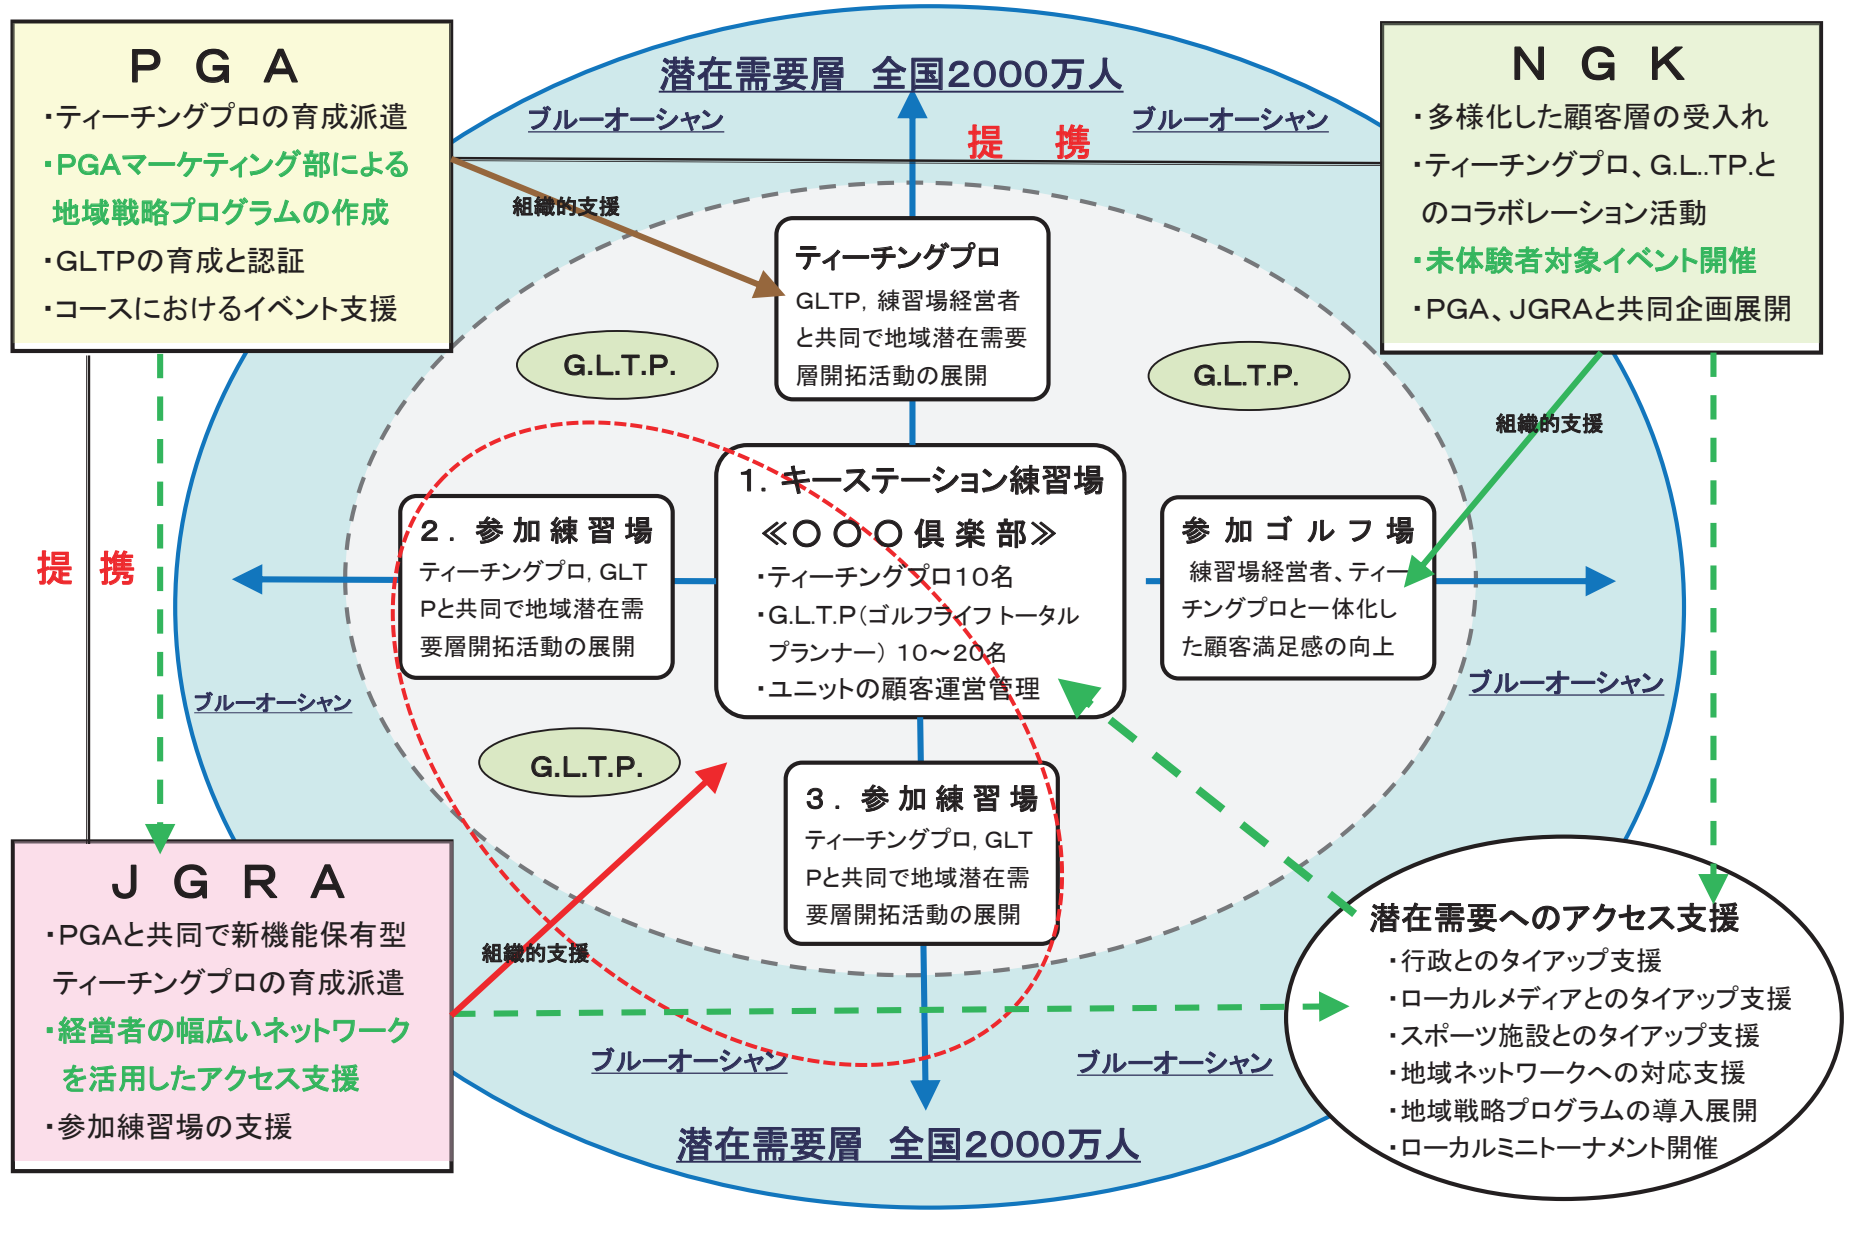 PGA
・ティーチングプロの育成派遣
・PGAマーケティング部による
地域戦略プログラムの作成
・GLTPの育成と認証
・コースにおけるイベント支援
潜在需要層　全国2000万人
ブルーオーシャン
ブルーオーシャン
提　携
組織的支援
NGK
・多様化した顧客層の受入れ
・ティーチングプロ、G.L..TP.と
のコラボレーション活動
・未体験者対象イベント開催
・PGA、JGRAと共同企画展開
ティーチングプロ
GLTP, 練習場経営者
と共同で地域潜在需要
層開拓活動の展開
G.L.T.P.
G.L.T.P.
組織的支援
1. キーステーション練習場
≪〇〇〇倶楽部≫
・ティーチングプロ10名
・G.L.T.P(ゴルフライフトータル
プランナー) 10～20名
・ユニットの顧客運営管理
2. 参加練習場
ティーチングプロ, GLT
Pと共同で地域潜在需
要層開拓活動の展開
参加ゴルフ場
練習場経営者、ティー
チングプロと一体化し
た顧客満足感の向上
提　携
ブルーオーシャン
ブルーオーシャン
G.L.T.P.
3. 参加練習場
ティーチングプロ, GLT
Pと共同で地域潜在需
要層開拓活動の展開
JGRA
・PGAと共同で新機能保有型
ティーチングプロの育成派遣
・経営者の幅広いネットワーク
を活用したアクセス支援
・参加練習場の支援
組織的支援
潜在需要へのアクセス支援
・行政とのタイアップ支援
・ローカルメディアとのタイアップ支援
・スポーツ施設とのタイアップ支援
・地域ネットワークへの対応支援
・地域戦略プログラムの導入展開
・ローカルミニトーナメント開催
ブルーオーシャン
ブルーオーシャン
潜在需要層　全国2000万人